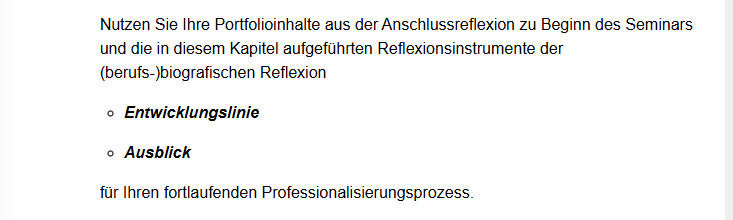 Nutzen Sie Ihre Portfolioinhalte aus der Anschlussreflexion zu Beginn des Seminars
und die in diesem Kapitel aufgeführten Reflexionsinstrumente der
(berufs-)biografischen Reflexion
Entwicklungslinie
Ausblick
für Ihren fortlaufenden Professionalisierungsprozess.